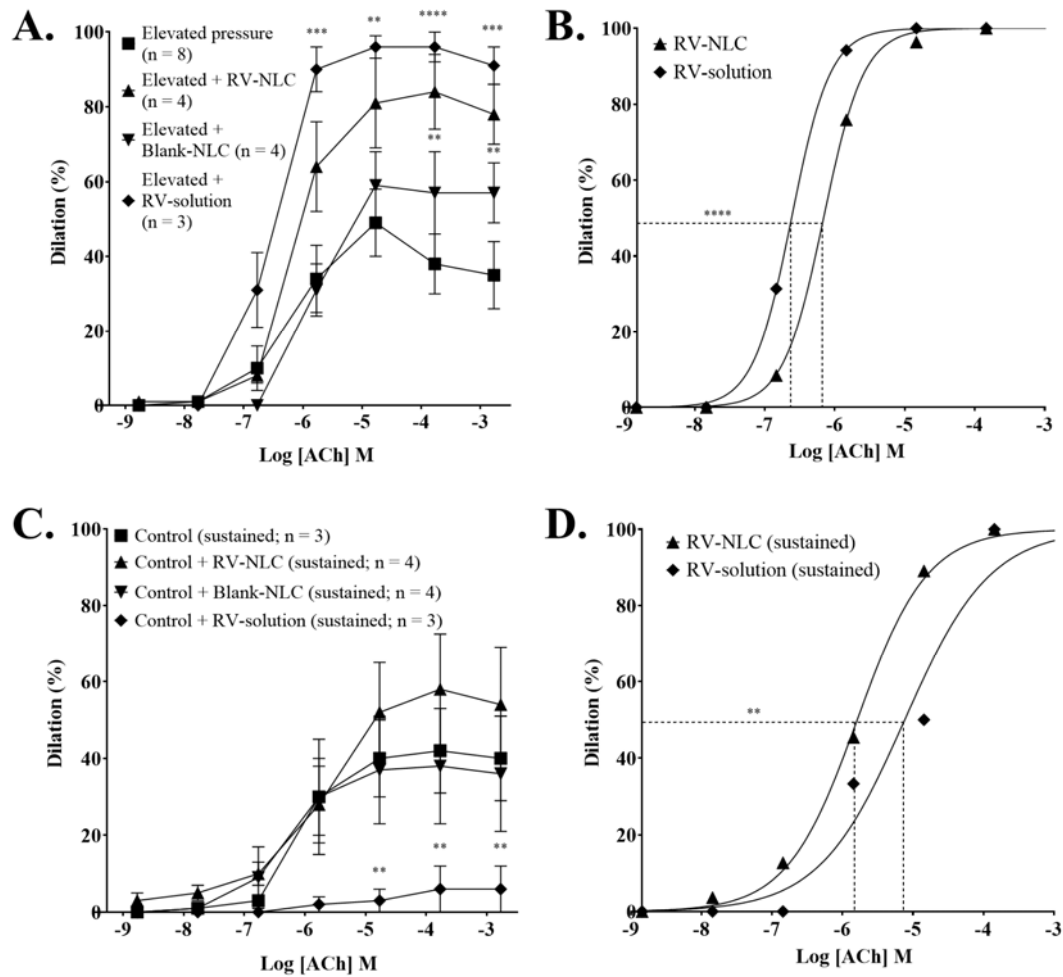 A.
Elevated pressure
(n = 8)
Elevated + RV-NLC
(n = 4)
Elevated +
Blank-NLC (n = 4)
Elevated +
RV-solution
(n = 3)
***
**
****
***
**
**
100
80
60
40
20
0
Dilation (%)
-9
-8
-7
-6
-5
-4
-3
Log [ACh] M
B.
RV-NLC
RV-solution
****
100
80
60
40
20
0
Dilation (%)
-9
-8
-7
-6
-5
-4
-3
Log [ACh] M
C.
Control (sustained; n = 3)
Control + RV-NLC (sustained; n = 4)
Control + Blank-NLC (sustained; n = 4)
Control + RV-solution (sustained; n = 3)
**
**
**
100
80
60
40
20
0
Dilation (%)
-9
-8
-7
-6
-5
-4
-3
Log [ACh] M
D.
RV-NLC (sustained)
RV-solution (sustained)
**
100
80
60
40
20
0
Dilation (%)
-9
-8
-7
-6
-5
-4
-3
Log [ACh] M